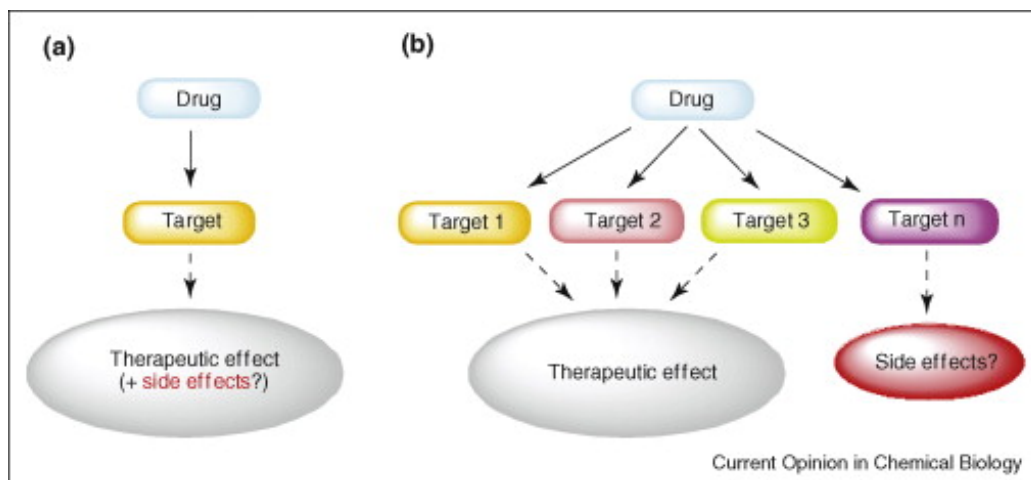 (a)
Drug
Target
Therapeutic effect
(+ side effects?)
(b)
Drug
Target 1
Target 2
Target 3
Target n
Therapeutic effect
Side effects?
Current Opinion in Chemical Biology